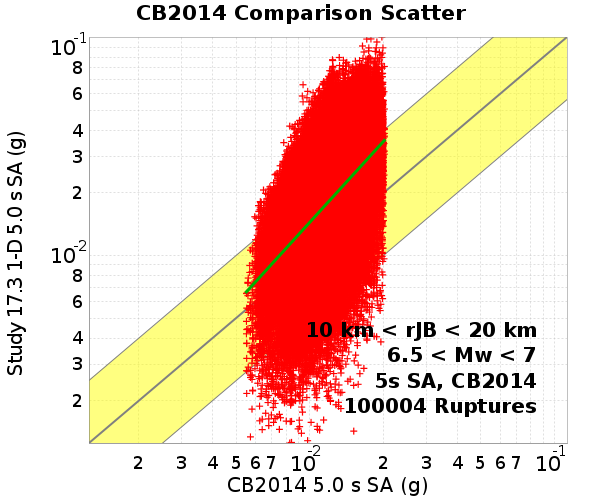 CB2014 Comparison Scatter
10-1
8
6
4
3
2
10-2
8
6
4
3
2
Study 17.3 1-D 5.0 s SA (g)
10 km < rJB < 20 km
6.5 < Mw < 7
5s SA, CB2014
100004 Ruptures
2 3 4 5 6 7 10-2 2 3 4 5 6 7 10-1
CB2014 5.0 s SA (g)